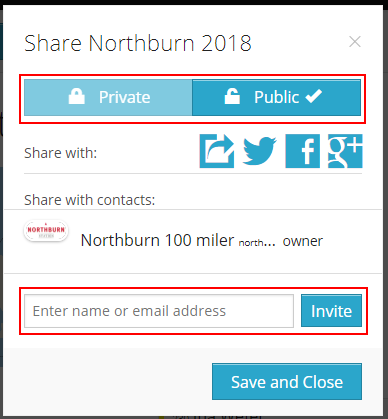 Share Northburn 2018
Private Public
Share with:
Share with contacts:
NORTHBURN
Northburn 100 miler north... owner
Enter name or email address Invite
Save and Close